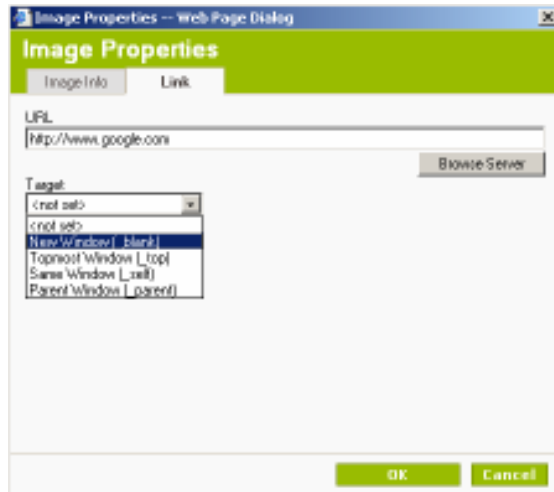 Image Properties -- Web Page Dialog
Image Properties
Image Info Link
URL
http://www.google.com
Browse Server
Target
<not set>
<not set>
New Window (_blank)
Topmost Window (_top)
Same Window (_self)
Parent Window (_parent)
OK Cancel